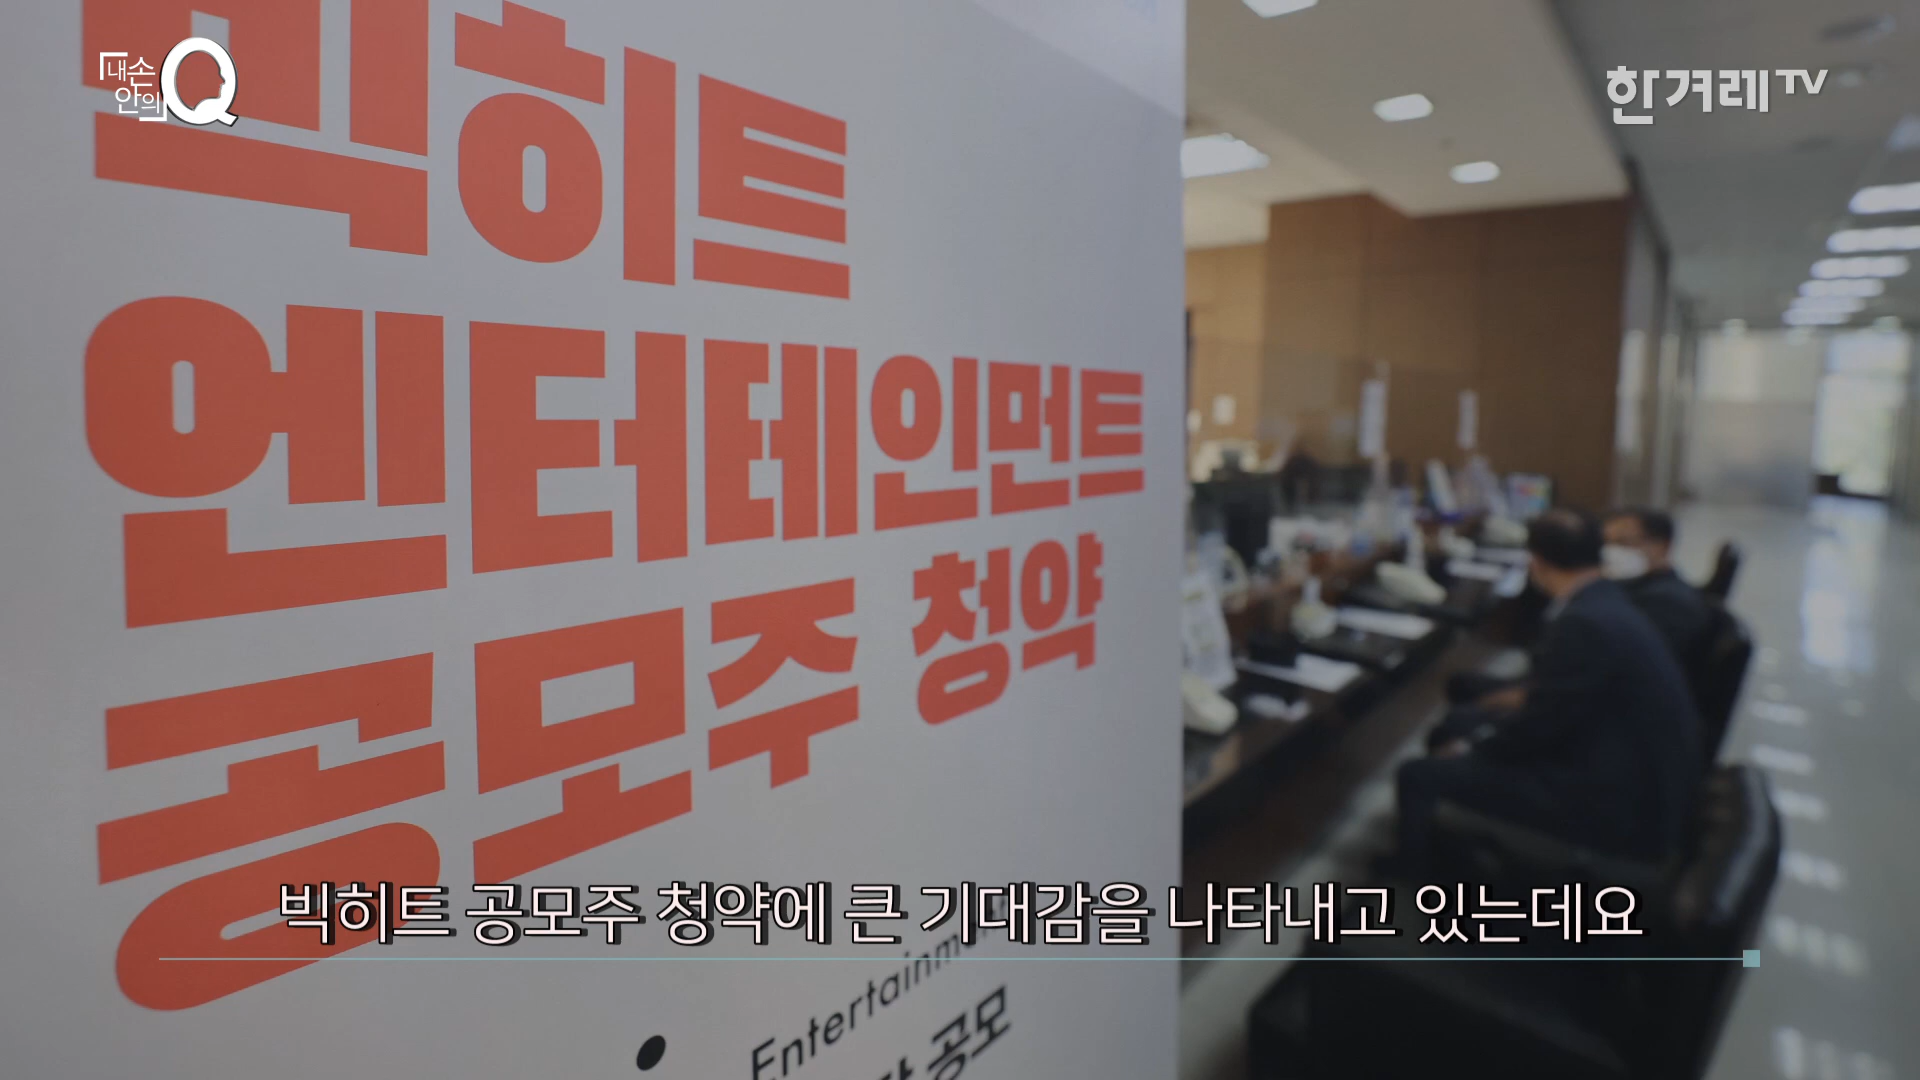 내손
안의
Q
한겨레TV
빅히트
엔터테인먼트
공모주 청약
빅히트 공모주 청약에 큰 기대감을 나타내고 있는데요
Entertainment
공모